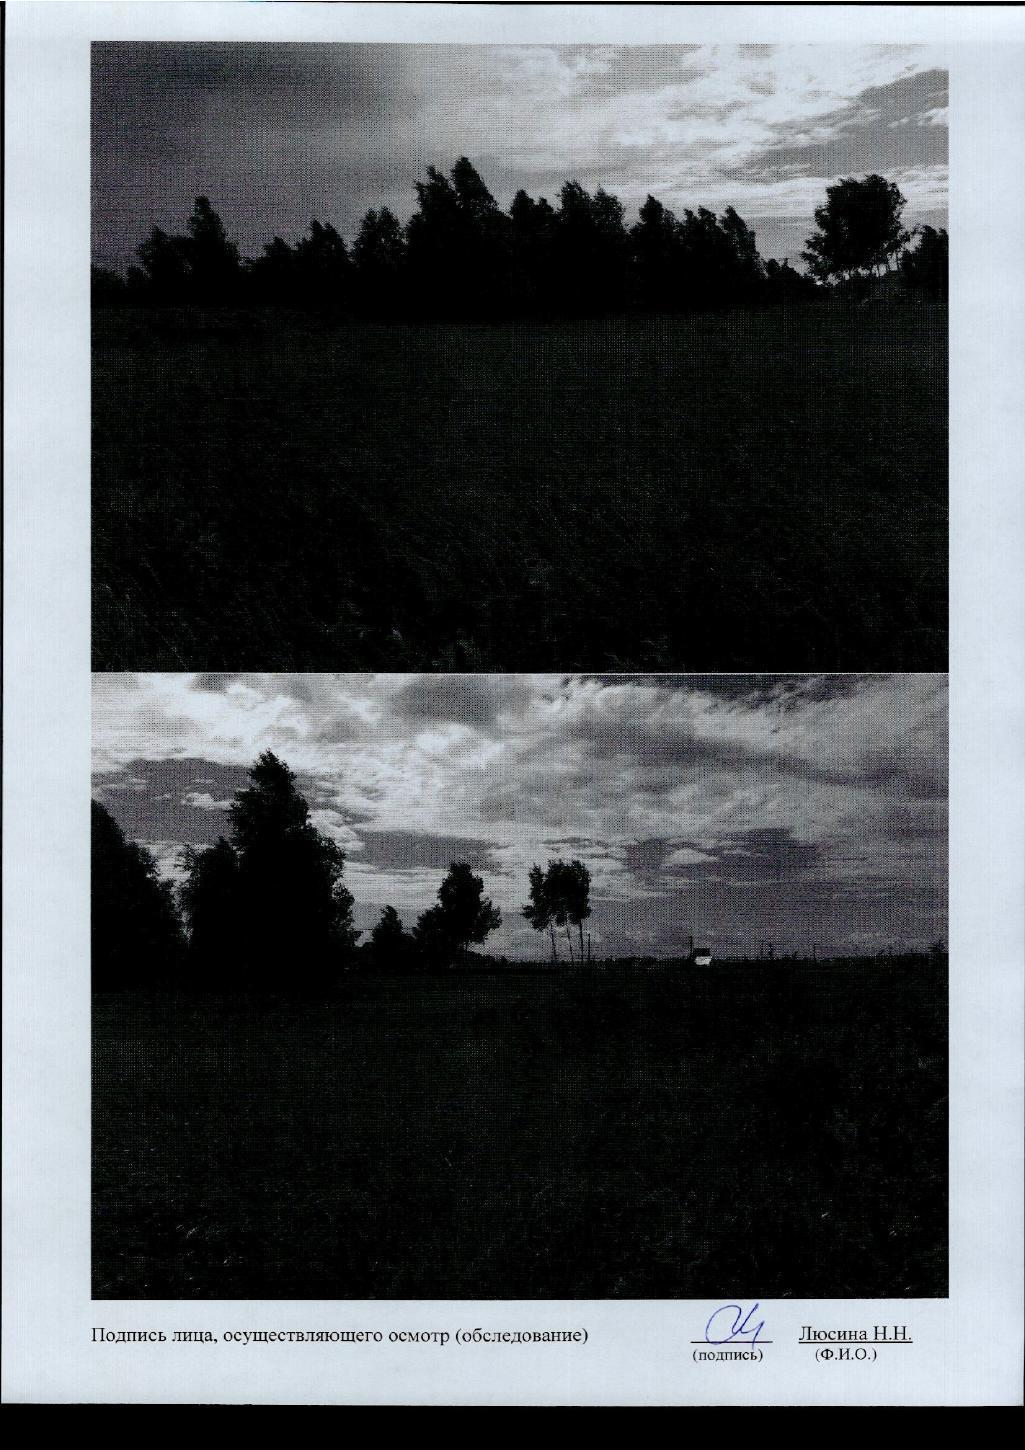 Подпись лица, осуществляющего осмотр (обследование) Люсина Н.Н.
(подпись) (Ф.И.О.)